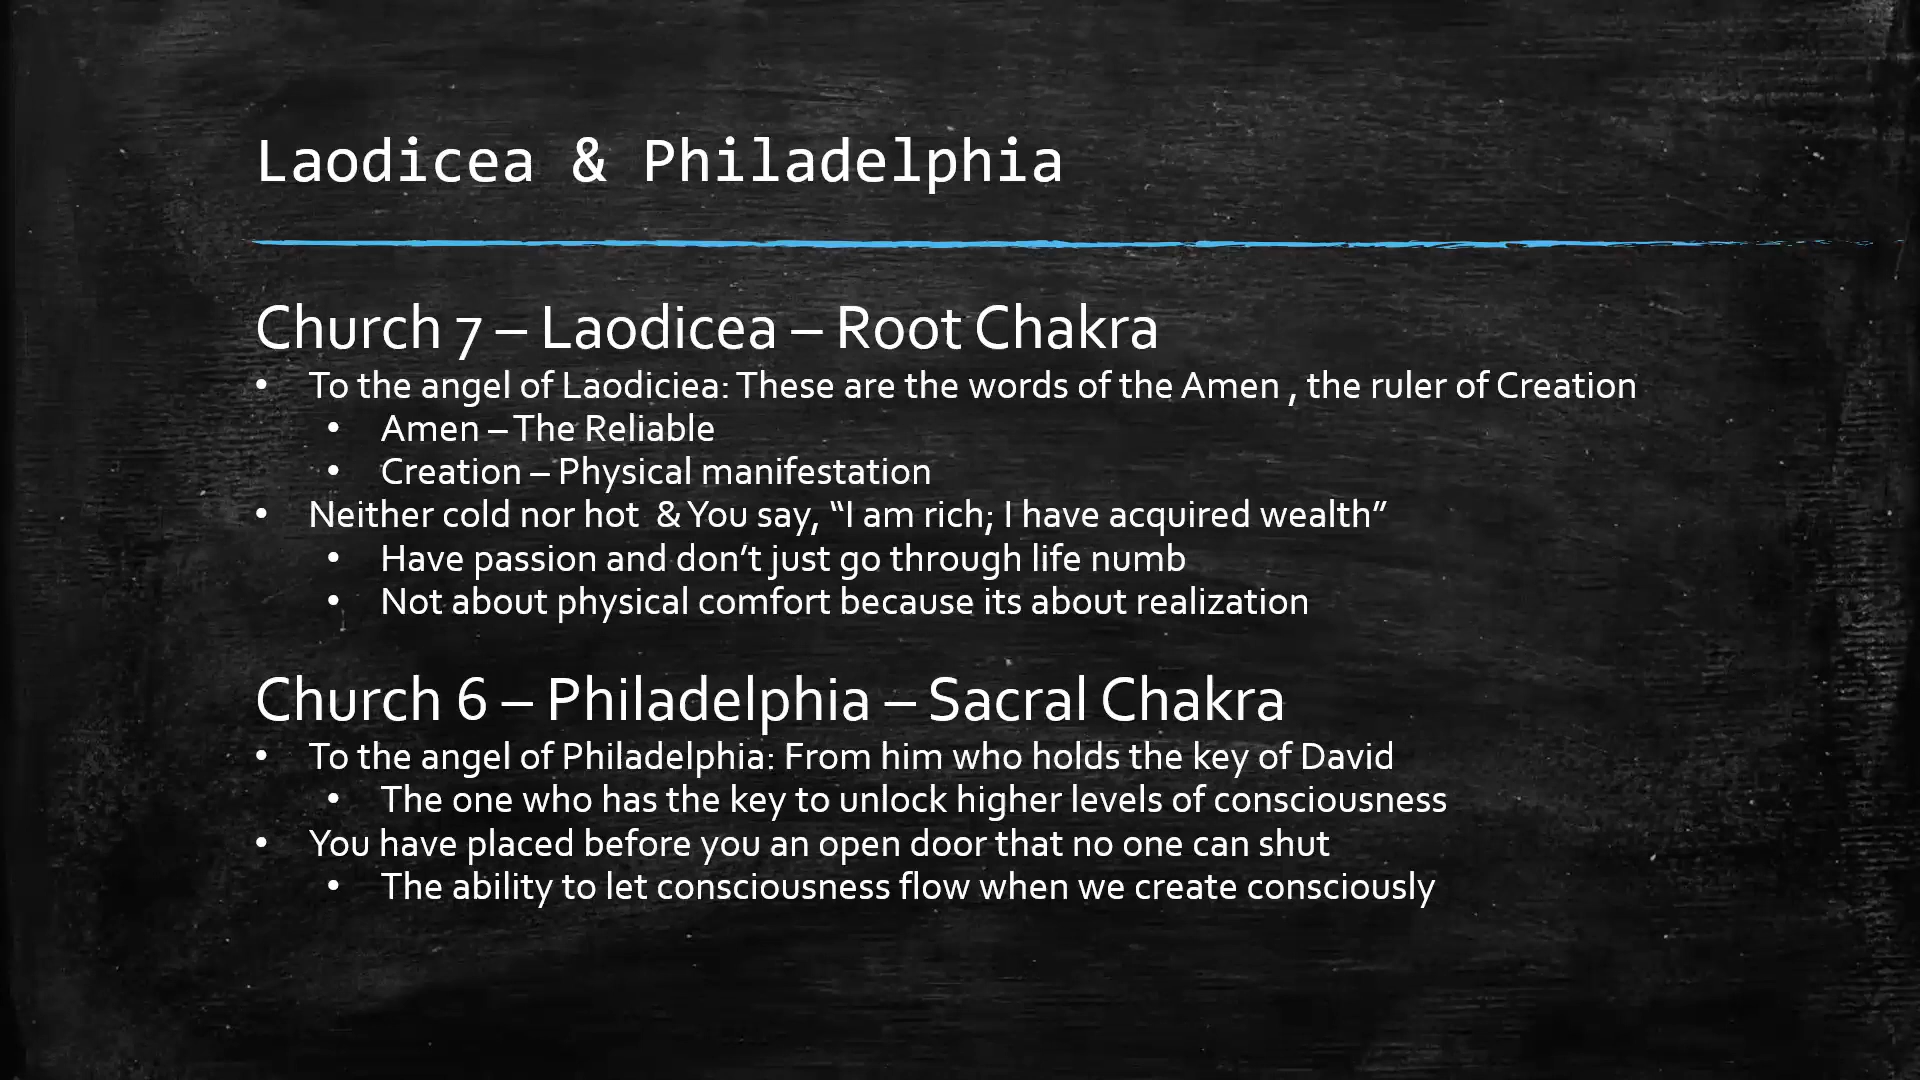 Laodicea & Philadelphia
Church 7 – Laodicea – Root Chakra
• To the angel of Laodiciea: These are the words of the Amen , the ruler of Creation
• Amen – The Reliable
• Creation – Physical manifestation
• Neither cold nor hot  & You say, “I am rich; I have acquired wealth”
• Have passion and don’t just go through life numb
• Not about physical comfort because its about realization
Church 6 – Philadelphia – Sacral Chakra
• To the angel of Philadelphia: From him who holds the key of David
• The one who has the key to unlock higher levels of consciousness
• You have placed before you an open door that no one can shut
• The ability to let consciousness flow when we create consciously